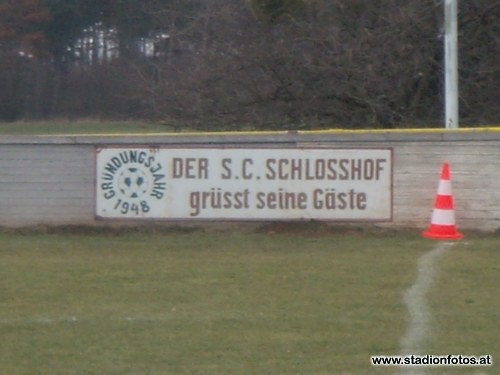 GRÜNDUNGSJAHR
1948
DER S.C. SCHLOSSHOF
grüsst seine Gäste
www.stadionfotos.at